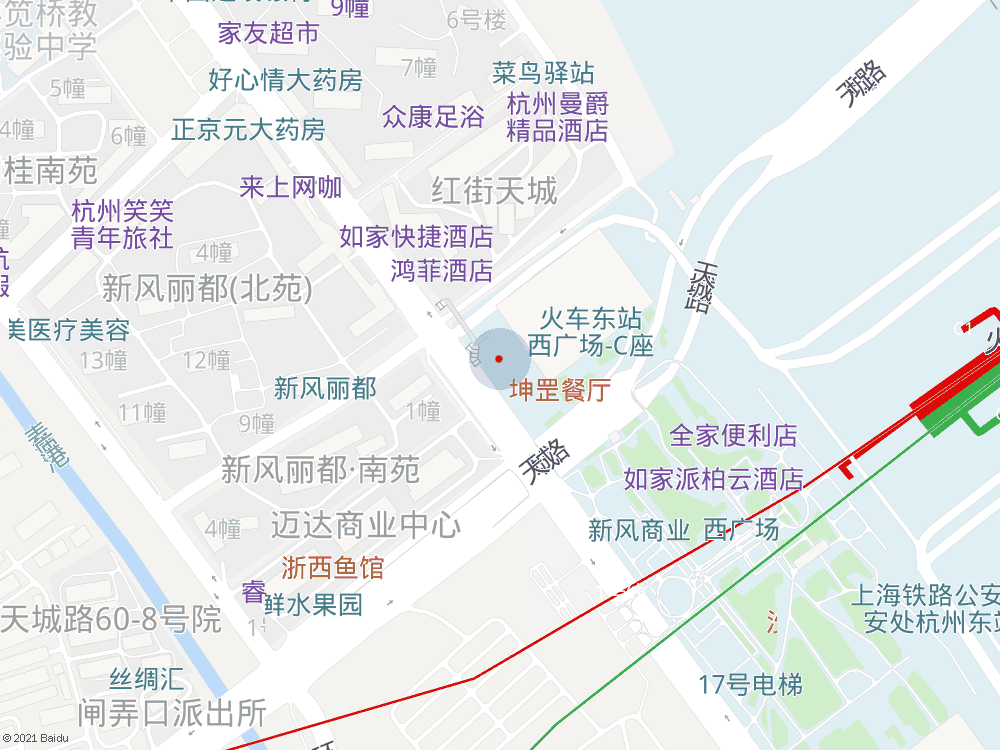 笕桥教
验中学
家友超市
9幢
6号楼
5幢
7幢
好心情大药房
菜鸟驿站
天城路
4幢
6幢
正京元大药房
众康足浴
杭州曼爵
精品酒店
桂南苑
来上网咖
红街天城
杭州笑笑
青年旅社
如家快捷酒店
4幢
鸿菲酒店
天城路
新风丽都(北苑)
美医疗美容
火车东站
西广场-C座
13幢
12幢
新风丽都
坤罡餐厅
11幢
9幢
1幢
全家便利店
天城路
新风丽都·南苑
如家派柏云酒店
4幢
迈达商业中心
新风商业
西广场
浙西鱼馆
睿
鲜水果园
天城路60-8号院
上海铁路公安
安处杭州东站
丝绸汇
17号电梯
闸弄口派出所
© 2021 Baidu